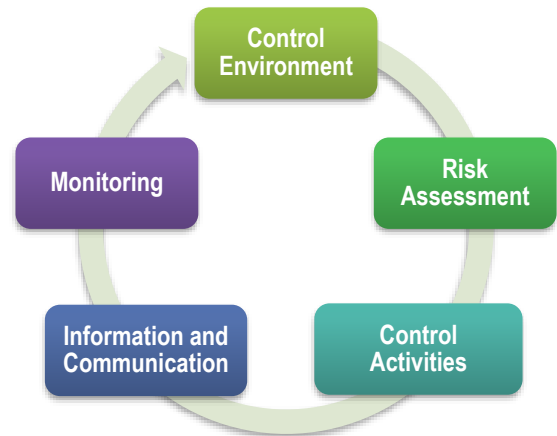 Control
Environment
Risk
Assessment
Control
Activities
Information and
Communication
Monitoring